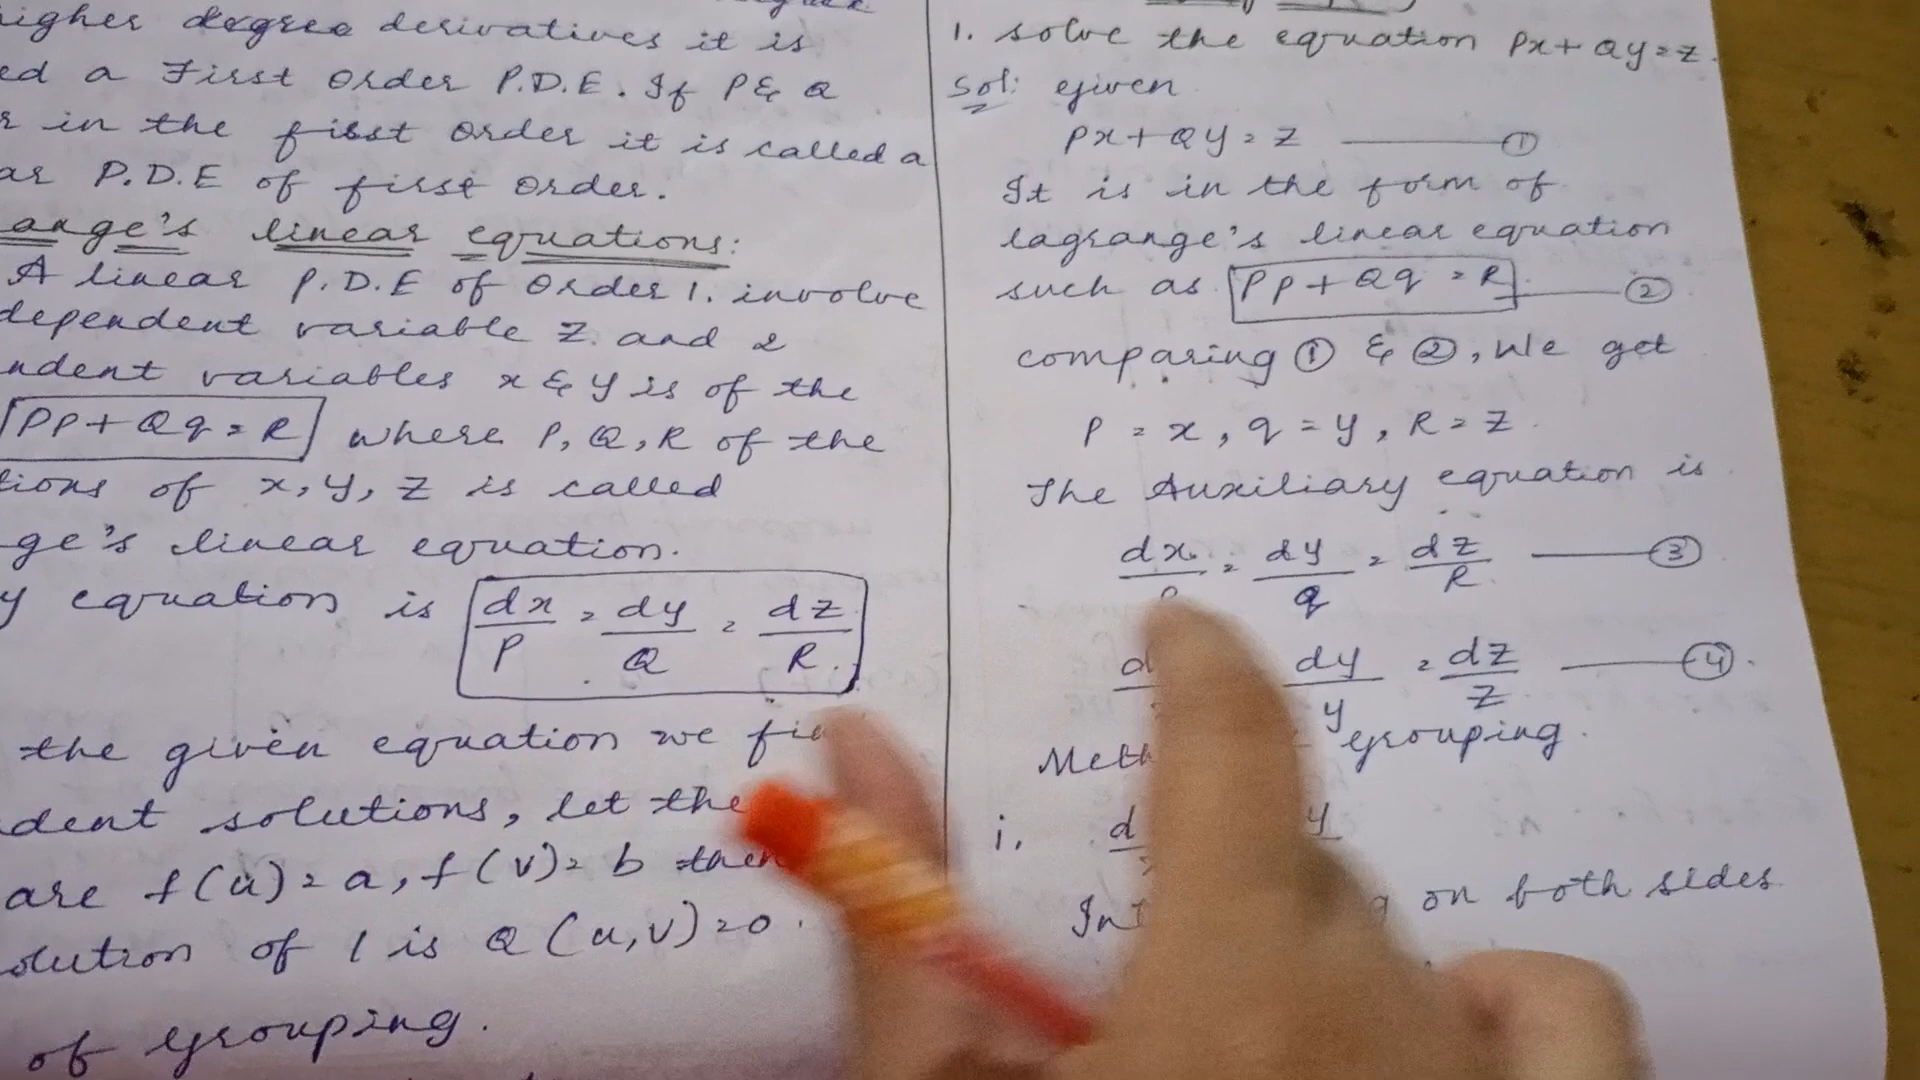 higher degree derivatives it is
ed a First Order P.D.E. If P & Q
r in the first order it is called a
ar P.D.E of first order.
ange's linear equations:
A linear P.D.E of order 1. involve
dependent variable z. and 2
ndent variables x & y is of the
Pp+Qq=R where P, Q, R of the
tions of x, y, z is called
ge's linear equation.
y equation is dx/P = dy/Q = dz/R.
the given equation we
dent solutions, let the
are f(u)=a, f(v)=b then
olution of 1 is Q(u,v)=0.
of grouping.
1. solve the equation Px+Qy=z.
Sol: Given
Px+Qy=z ——— ①
It is in the form of
lagrange's linear equation
such as Pp+Qq=R ——— ②
comparing ① & ②, We get
P = x, q = y, R = z.
The Auxiliary equation is
dx/P = dy/q = dz/R ——— ③
dy/y = dz/z ——— ④.
grouping.
i. d y
on both sides